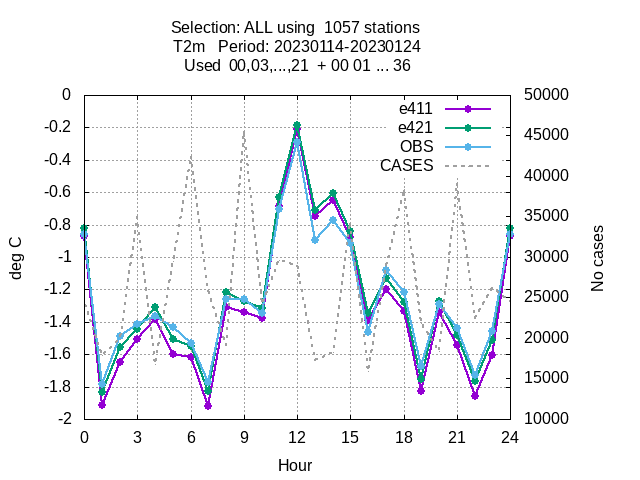 Selection: ALL using  1057 stations
T2m   Period: 20230114-20230124
Used  00,03,...,21  + 00 01 ... 36
0
-0.2
-0.4
-0.6
-0.8
-1
-1.2
-1.4
-1.6
-1.8
-2
deg C
50000
45000
40000
35000
30000
25000
20000
15000
10000
No cases
e411
e421
OBS
CASES
0 3 6 9 12 15 18 21 24
Hour